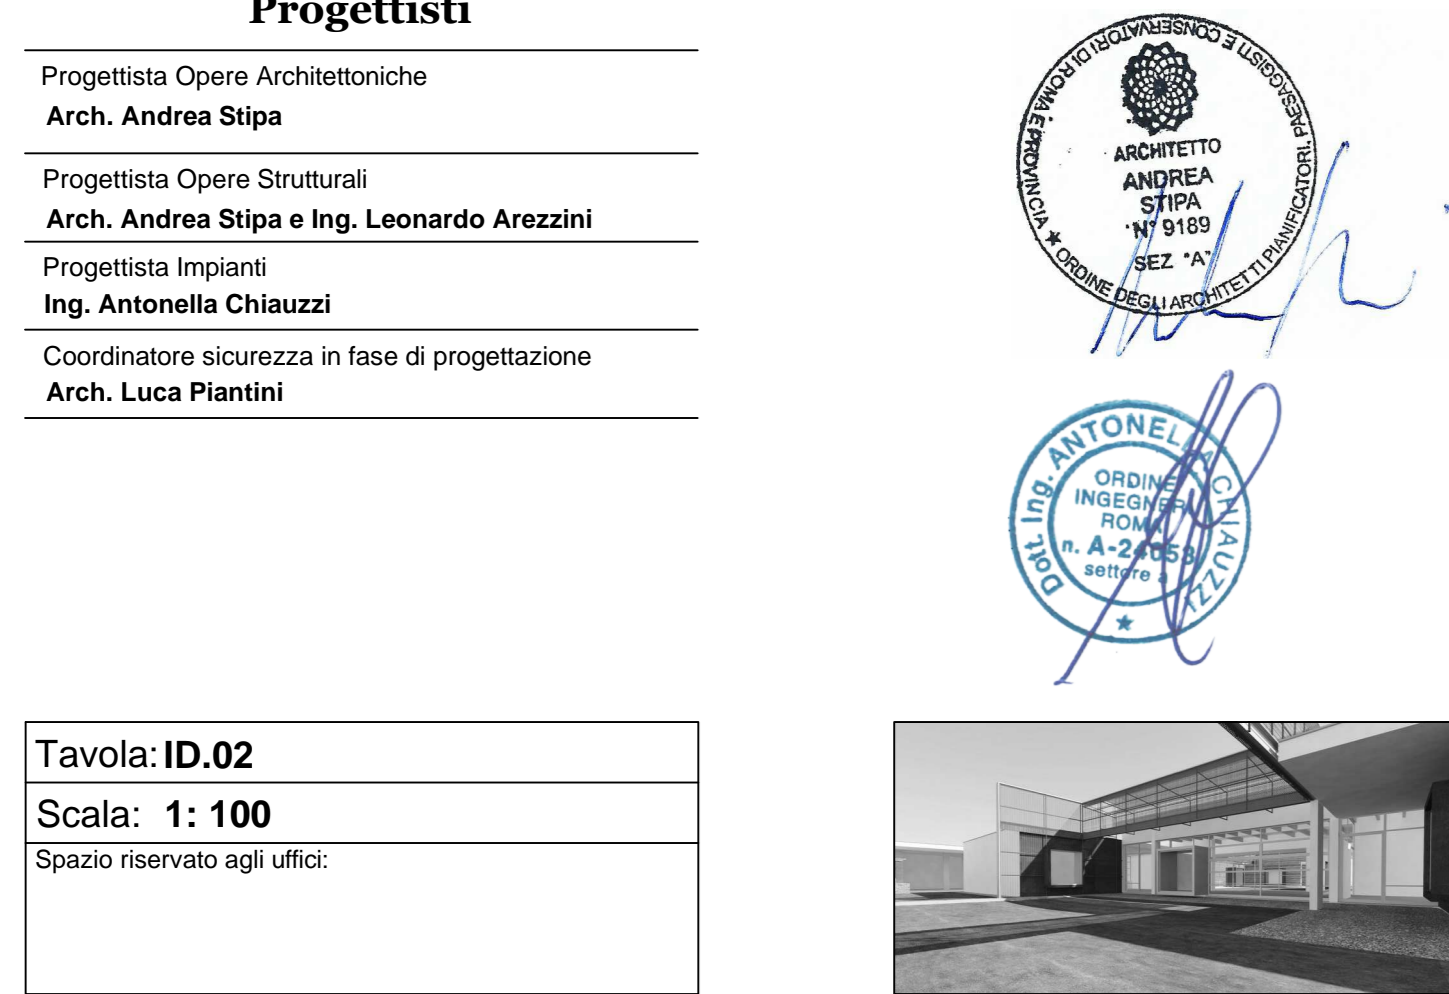 Progettisti
Progettista Opere Architettoniche
Arch. Andrea Stipa
Progettista Opere Strutturali
Arch. Andrea Stipa e Ing. Leonardo Arezzini
Progettista Impianti
Ing. Antonella Chiauzzi
Coordinatore sicurezza in fase di progettazione
Arch. Luca Piantini
ORDINE DEGLI ARCHITETTI PIANIFICATORI, PAESAGGISTI E CONSERVATORI DI ROMA E PROVINCIA
ARCHITETTO
ANDREA
STIPA
N° 9189
SEZ "A"
Dott. Ing. ANTONELLA CHIAUZZI
ORDINE
INGEGNERI
ROMA
n. A-24053
settore a
Tavola: ID.02
Scala: 1: 100
Spazio riservato agli uffici: